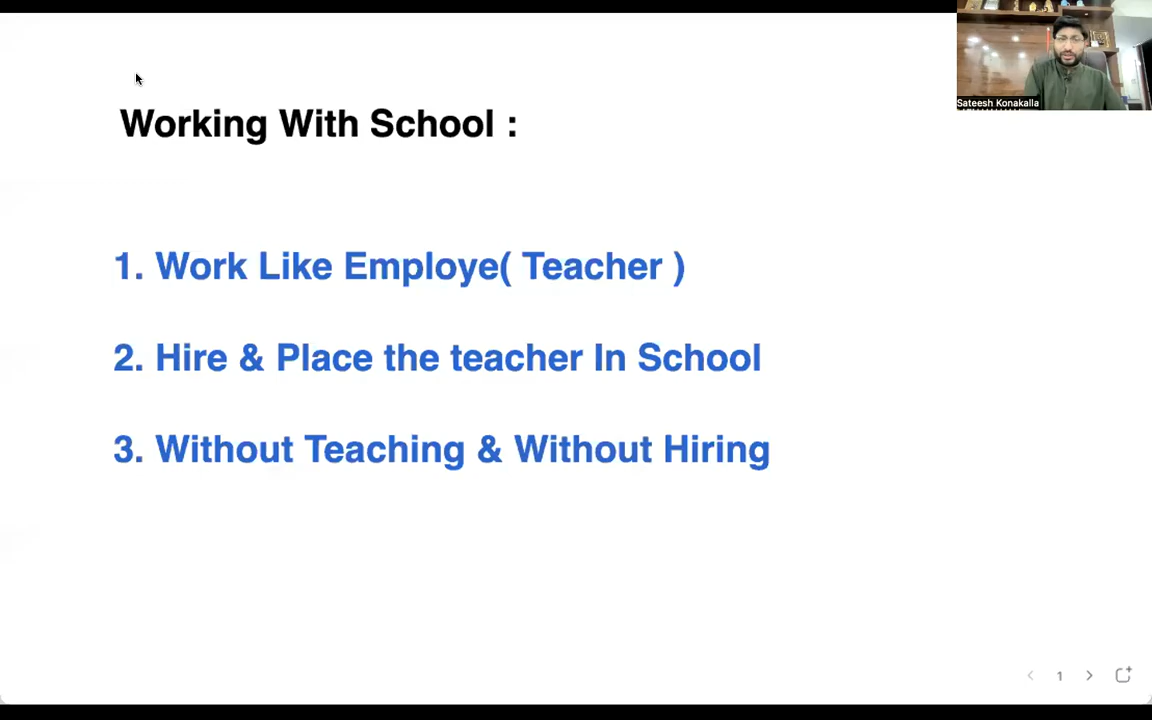 Sateesh Konakalla
Working With School :
1. Work Like Employe( Teacher )
2. Hire & Place the teacher In School
3. Without Teaching & Without Hiring
1